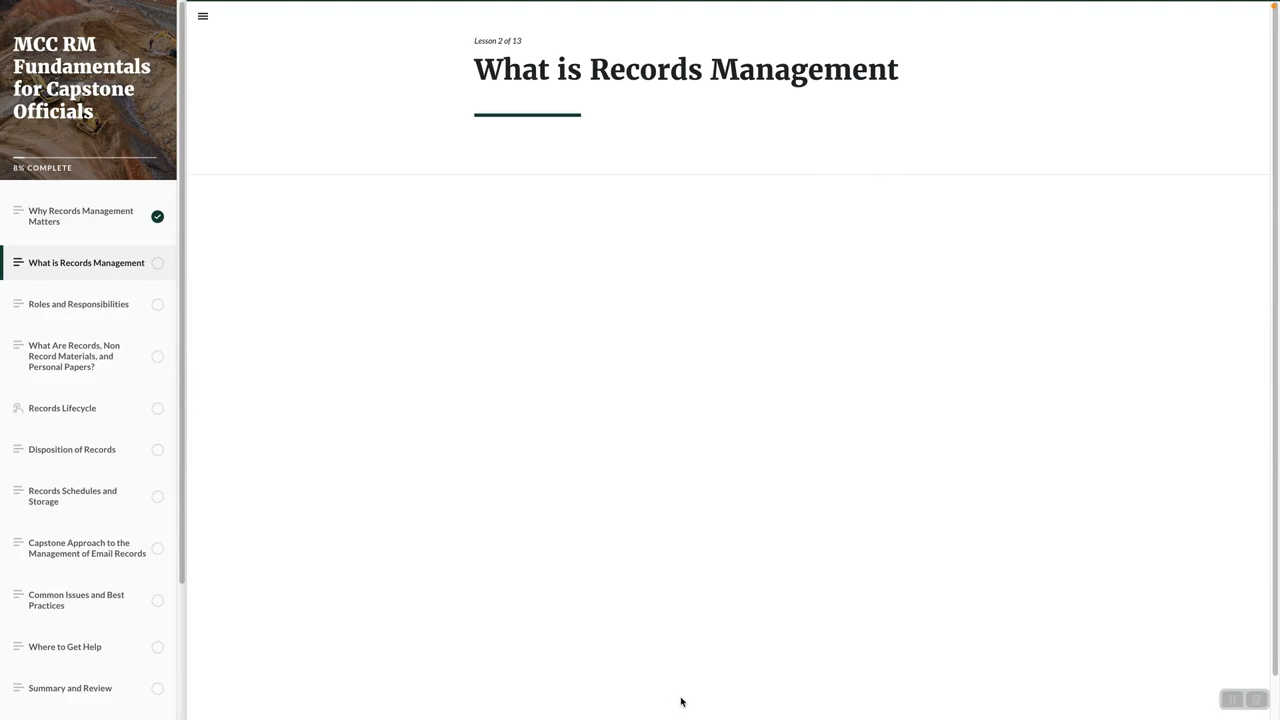 MCC RM
Fundamentals
for Capstone
Officials
8% COMPLETE
Why Records Management
Matters
What is Records Management
Roles and Responsibilities
What Are Records, Non
Record Materials, and
Personal Papers?
Records Lifecycle
Disposition of Records
Records Schedules and
Storage
Capstone Approach to the
Management of Email Records
Common Issues and Best
Practices
Where to Get Help
Summary and Review
Lesson 2 of 13
What is Records Management